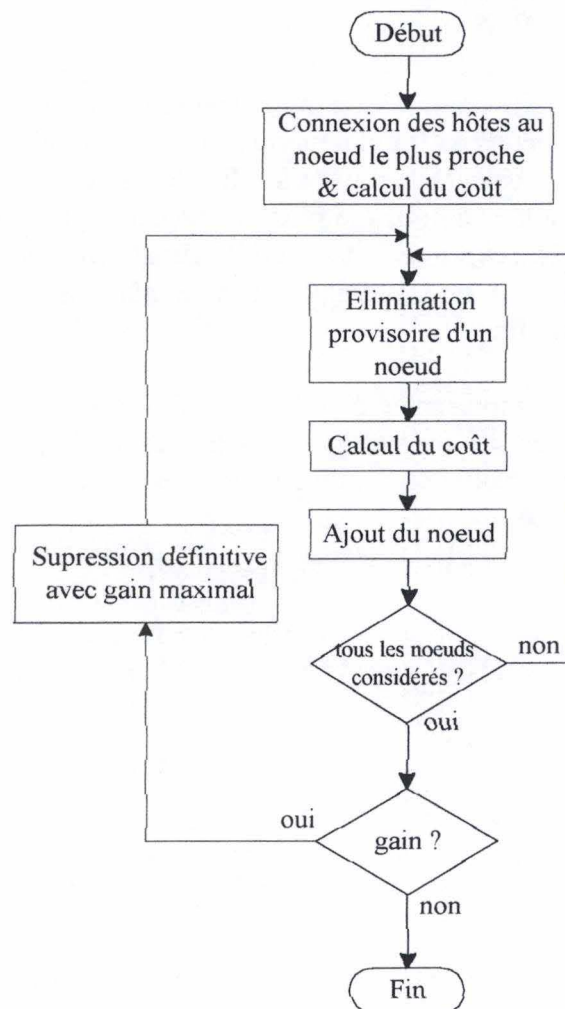 Début
Connexion des hôtes au
noeud le plus proche
& calcul du coût
Elimination
provisoire d'un
noeud
Calcul du coût
Ajout du noeud
Supression définitive
avec gain maximal
tous les noeuds
considérés ?
non
oui
oui
gain ?
non
Fin